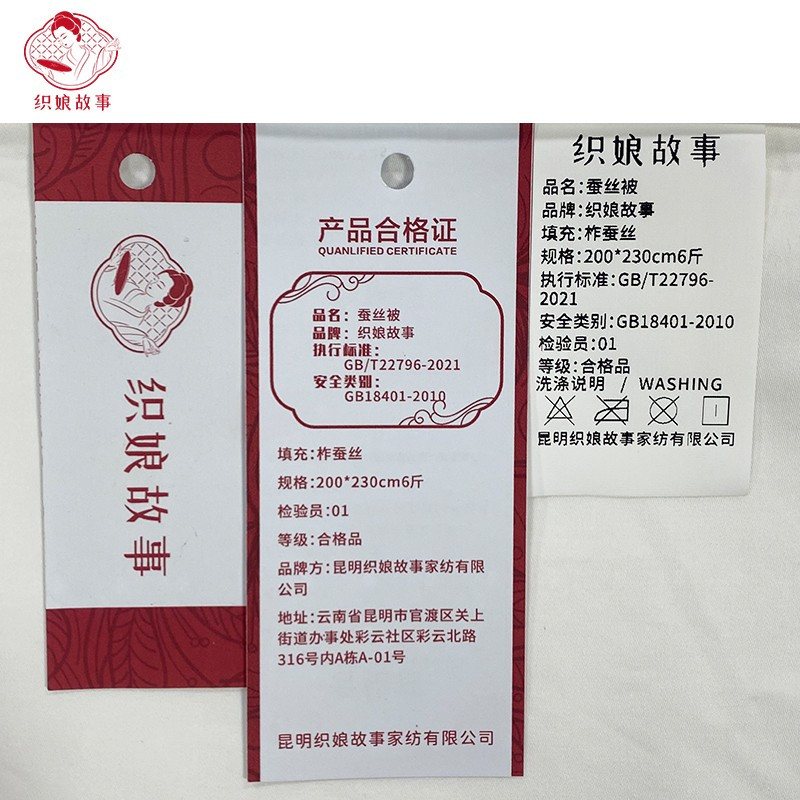 织娘故事
织娘故事
产品合格证
QUANLIFIED CERTIFICATE
品名：蚕丝被
品牌：织娘故事
执行标准：
GB/T22796-2021
安全类别：
GB18401-2010
填充：柞蚕丝
规格：200*230cm6斤
检验员：01
等级：合格品
品牌方：昆明织娘故事家纺有限
公司
地址：云南省昆明市官渡区关上
街道办事处彩云社区彩云北路
316号内A栋A-01号
昆明织娘故事家纺有限公司
织娘故事
品名：蚕丝被
品牌：织娘故事
填充：柞蚕丝
规格：200*230cm6斤
执行标准：GB/T22796-
2021
安全类别：GB18401-2010
检验员：01
等级：合格品
洗涤说明 / WASHING
昆明织娘故事家纺有限公司